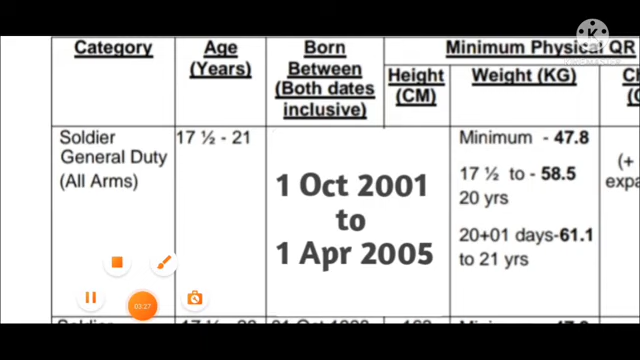 Category
Age
(Years)
Born
Between
(Both dates
inclusive)
Minimum Physical QR
Height
(CM)
Weight (KG)
Soldier
General Duty
(All Arms)
17 ½ - 21
1 Oct 2001
to
1 Apr 2005
Minimum - 47.8
17 ½ to - 58.5
20 yrs
20+01 days-61.1
to 21 yrs
(+
03:27
K